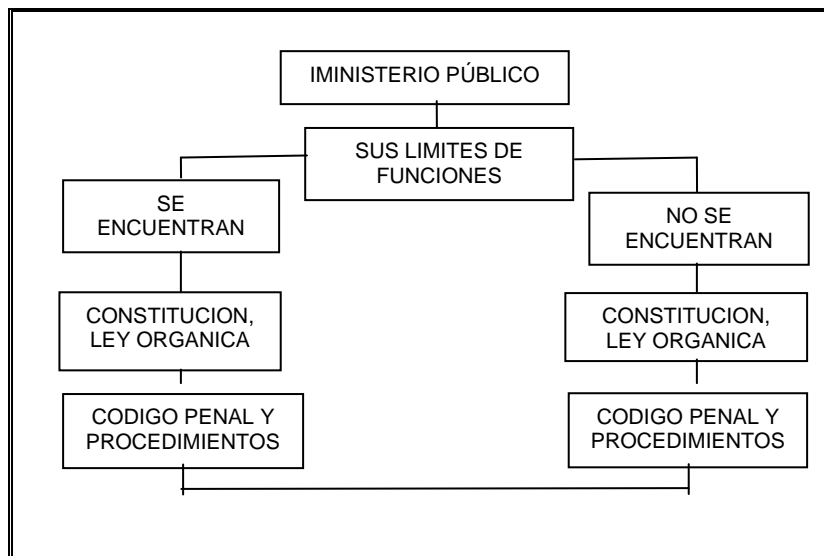 IMINISTERIO PÚBLICO
SUS LIMITES DE
FUNCIONES
SE
ENCUENTRAN
NO SE
ENCUENTRAN
CONSTITUCION,
LEY ORGANICA
CONSTITUCION,
LEY ORGANICA
CODIGO PENAL Y
PROCEDIMIENTOS
CODIGO PENAL Y
PROCEDIMIENTOS